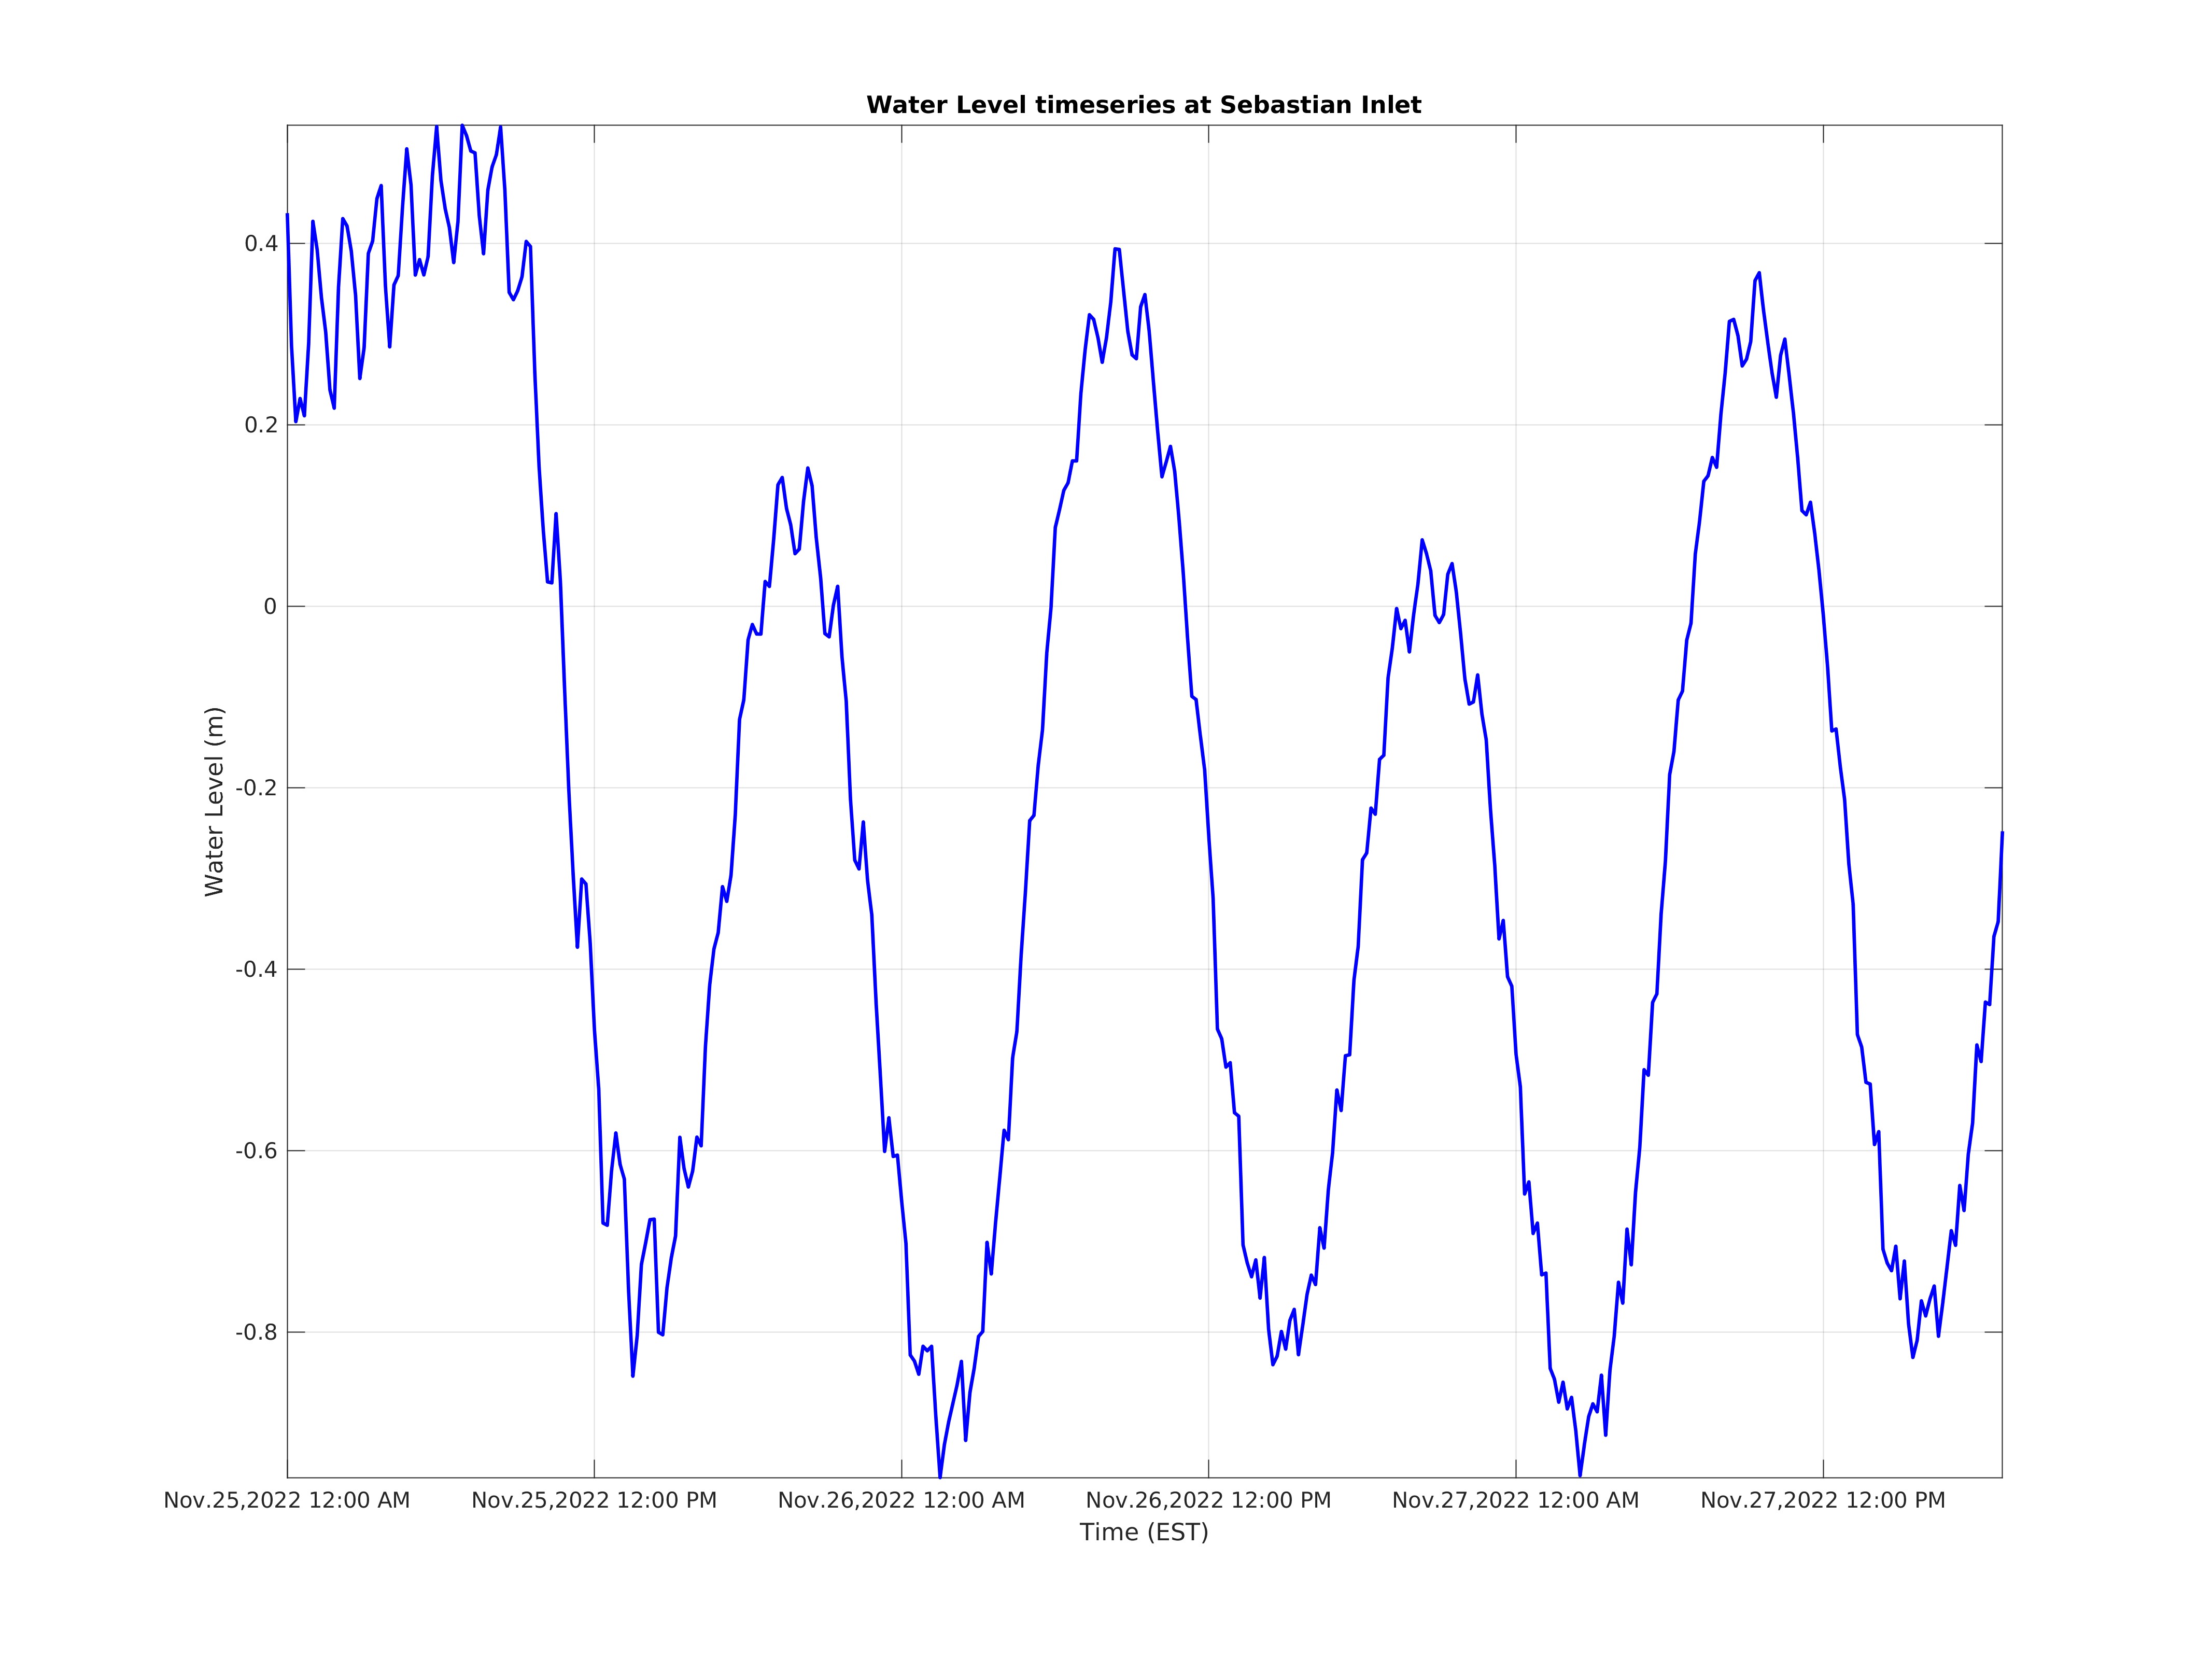 Water Level timeseries at Sebastian Inlet
0.4
0.2
0
-0.2
-0.4
-0.6
-0.8
Water Level (m)
Nov.25,2022 12:00 AM
Nov.25,2022 12:00 PM
Nov.26,2022 12:00 AM
Nov.26,2022 12:00 PM
Nov.27,2022 12:00 AM
Nov.27,2022 12:00 PM
Time (EST)